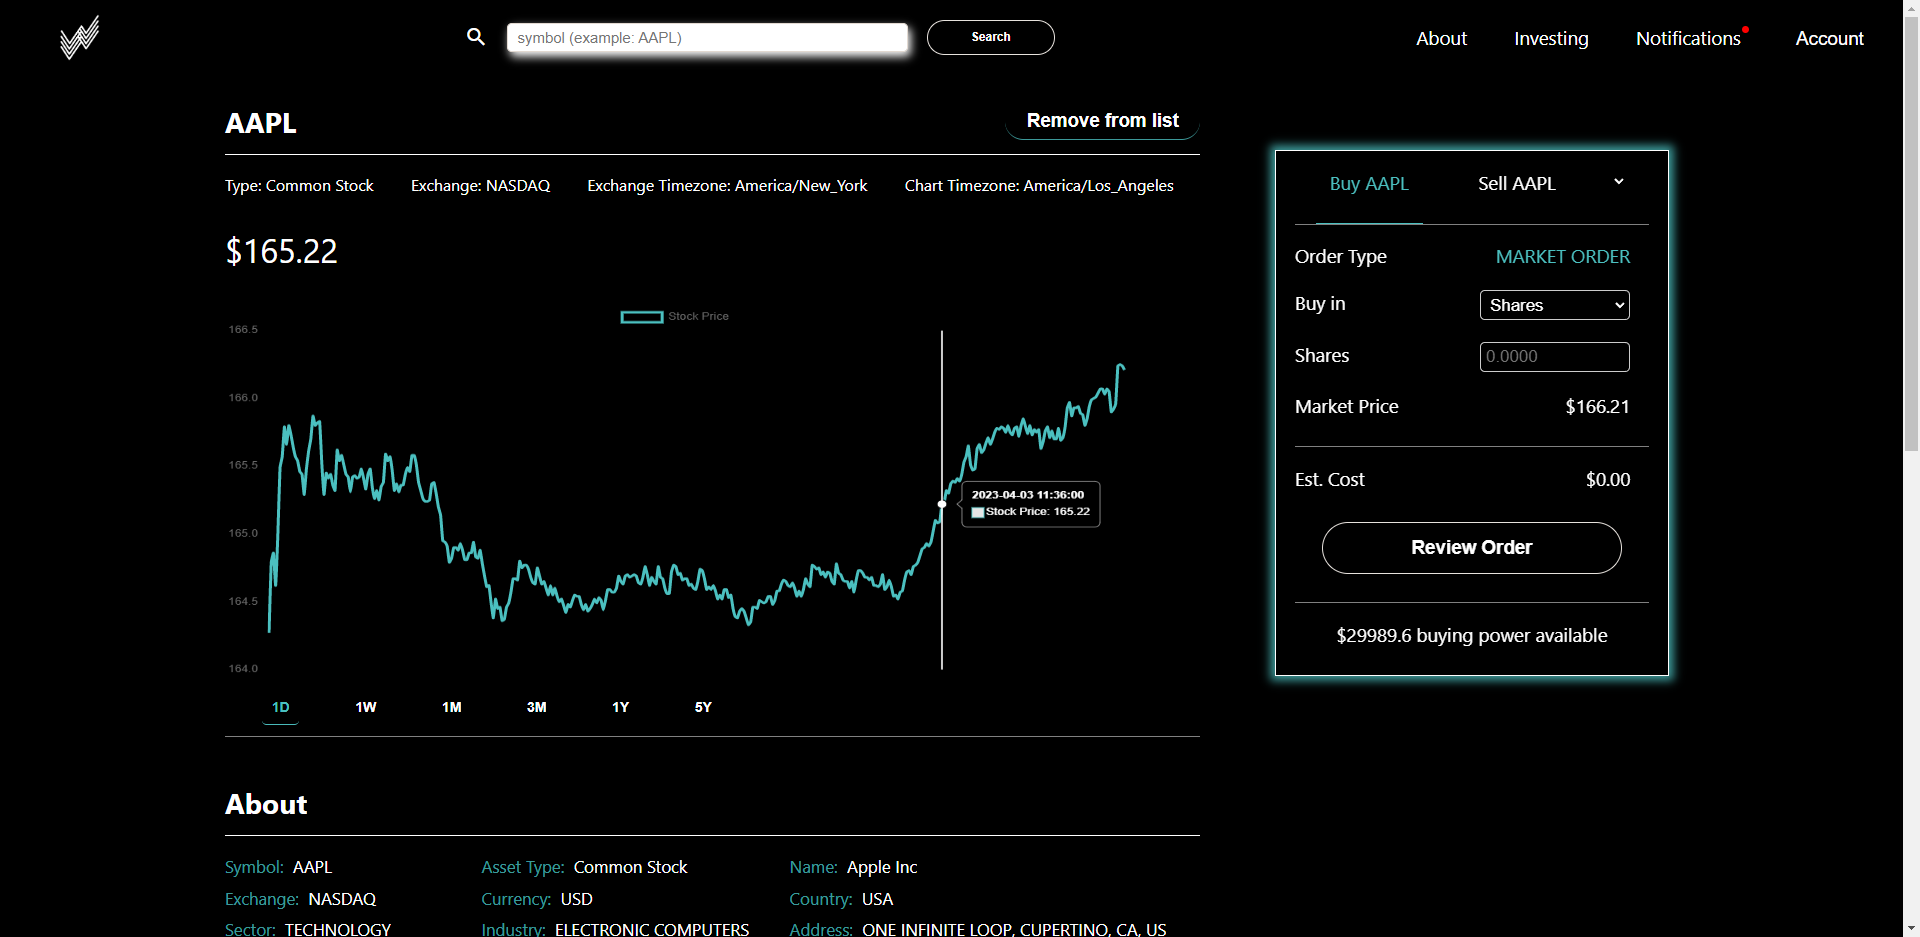 symbol (example: AAPL)
Search
About
Investing
Notifications
Account
AAPL
Remove from list
Type: Common Stock
Exchange: NASDAQ
Exchange Timezone: America/New_York
Chart Timezone: America/Los_Angeles
$165.22
Stock Price
166.5
166.0
165.5
165.0
164.5
164.0
2023-04-03 11:36:00
Stock Price: 165.22
1D
1W
1M
3M
1Y
5Y
Buy AAPL
Sell AAPL
Order Type
MARKET ORDER
Buy in
Shares
Shares
0.0000
Market Price
$166.21
Est. Cost
$0.00
Review Order
$29989.6 buying power available
About
Symbol: AAPL
Asset Type: Common Stock
Name: Apple Inc
Exchange: NASDAQ
Currency: USD
Country: USA
Sector: TECHNOLOGY
Industry: ELECTRONIC COMPUTERS
Address: ONE INFINITE LOOP, CUPERTINO, CA, US